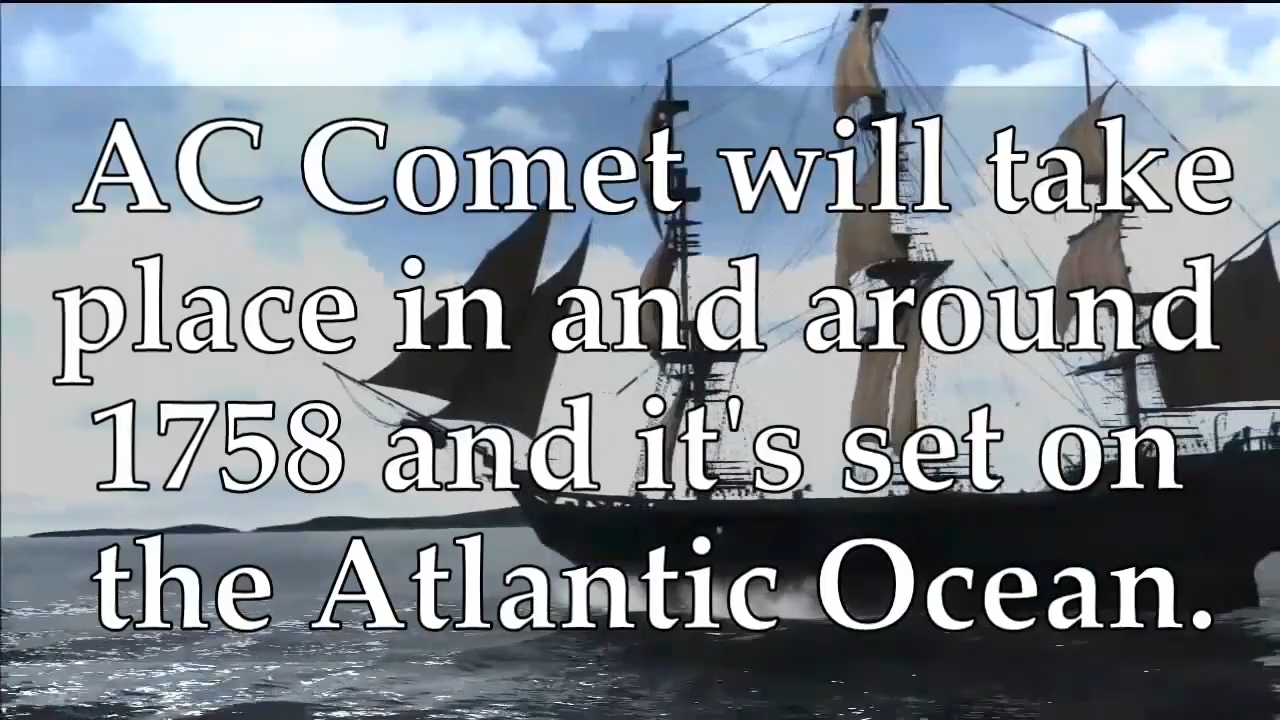 AC Comet will take
place in and around
1758 and it's set on
the Atlantic Ocean.